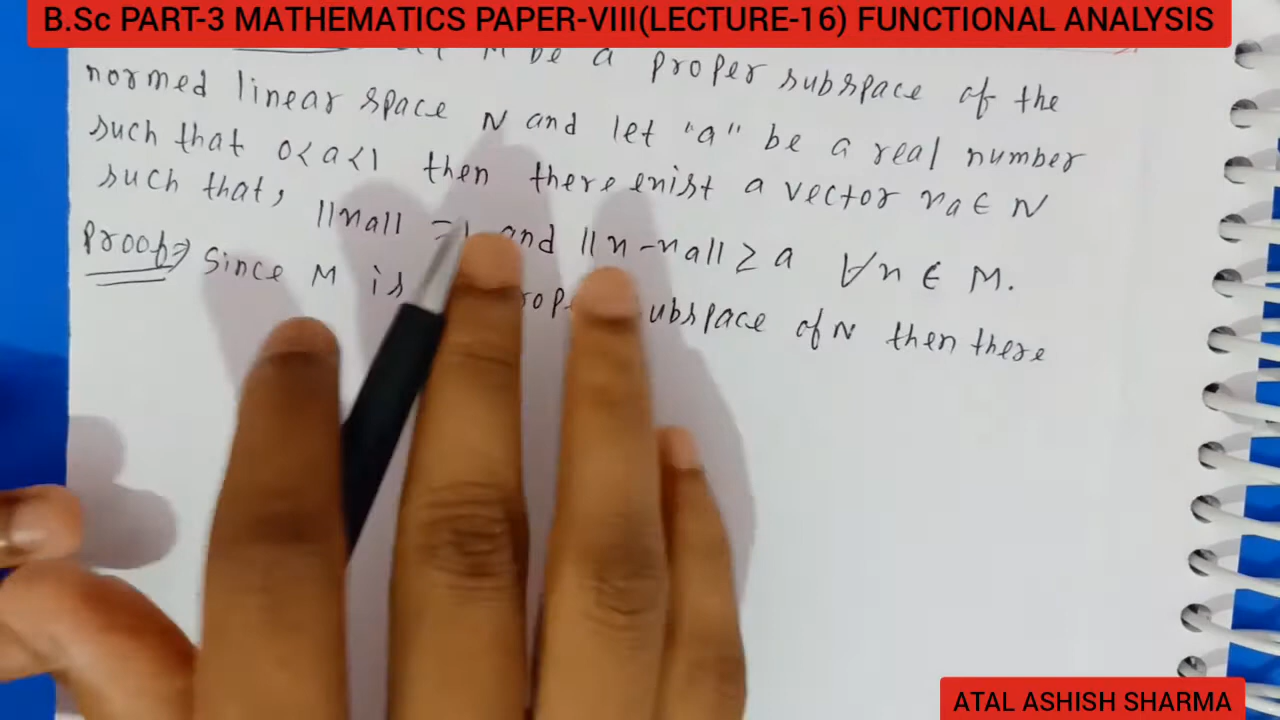 B.Sc PART-3 MATHEMATICS PAPER-VIII(LECTURE-16) FUNCTIONAL ANALYSIS
M be a proper subspace of the
normed linear space N and let "a" be a real number
such that 0<a<1 then there exist a vector xa ∈ N
such that, ||xa|| =1 and ||x-xa|| ≥ a ∀x ∈ M.
Proof⇒ Since M is subspace of N then there
ATAL ASHISH SHARMA